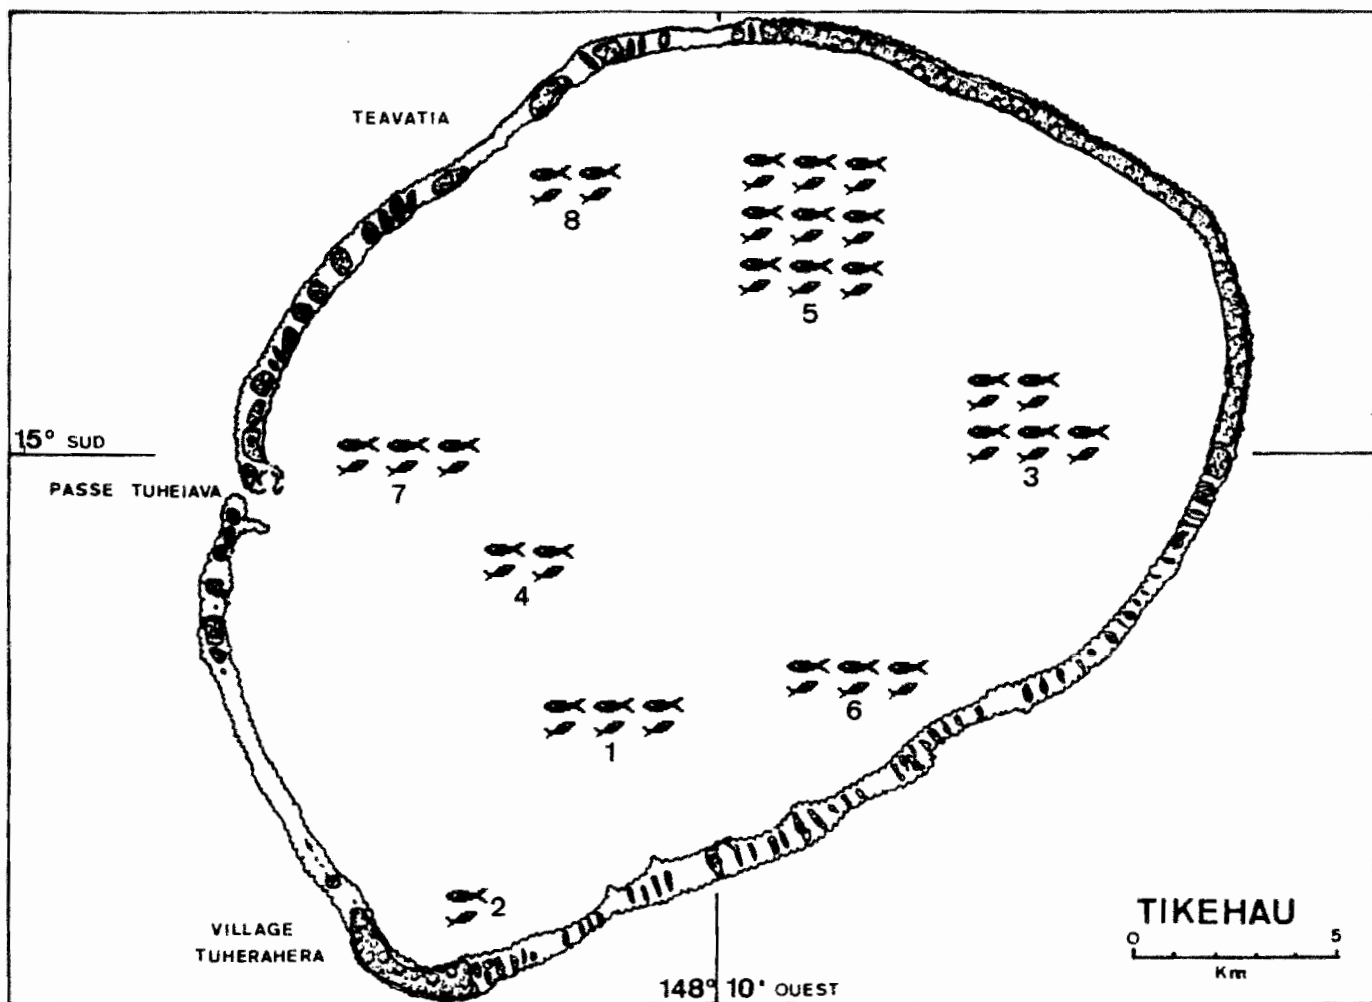 TEAVATIA
8
5
3
15° SUD
PASSE TUHEIAVA
7
4
6
1
2
VILLAGE
TUHERAHERA
TIKEHAU
0 5
Km
148° 10' OUEST